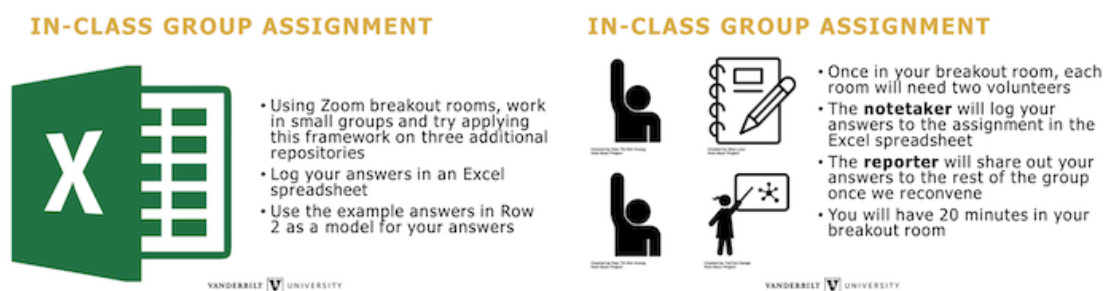 IN-CLASS GROUP ASSIGNMENT
X
• Using Zoom breakout rooms, work
in small groups and try applying
this framework on three additional
repositories
• Log your answers in an Excel
spreadsheet
• Use the example answers in Row
2 as a model for your answers
VANDERBILT V UNIVERSITY
IN-CLASS GROUP ASSIGNMENT
• Once in your breakout room, each
room will need two volunteers
• The notetaker will log your
answers to the assignment in the
Excel spreadsheet
• The reporter will share out your
answers to the rest of the group
once we reconvene
• You will have 20 minutes in your
breakout room
VANDERBILT V UNIVERSITY